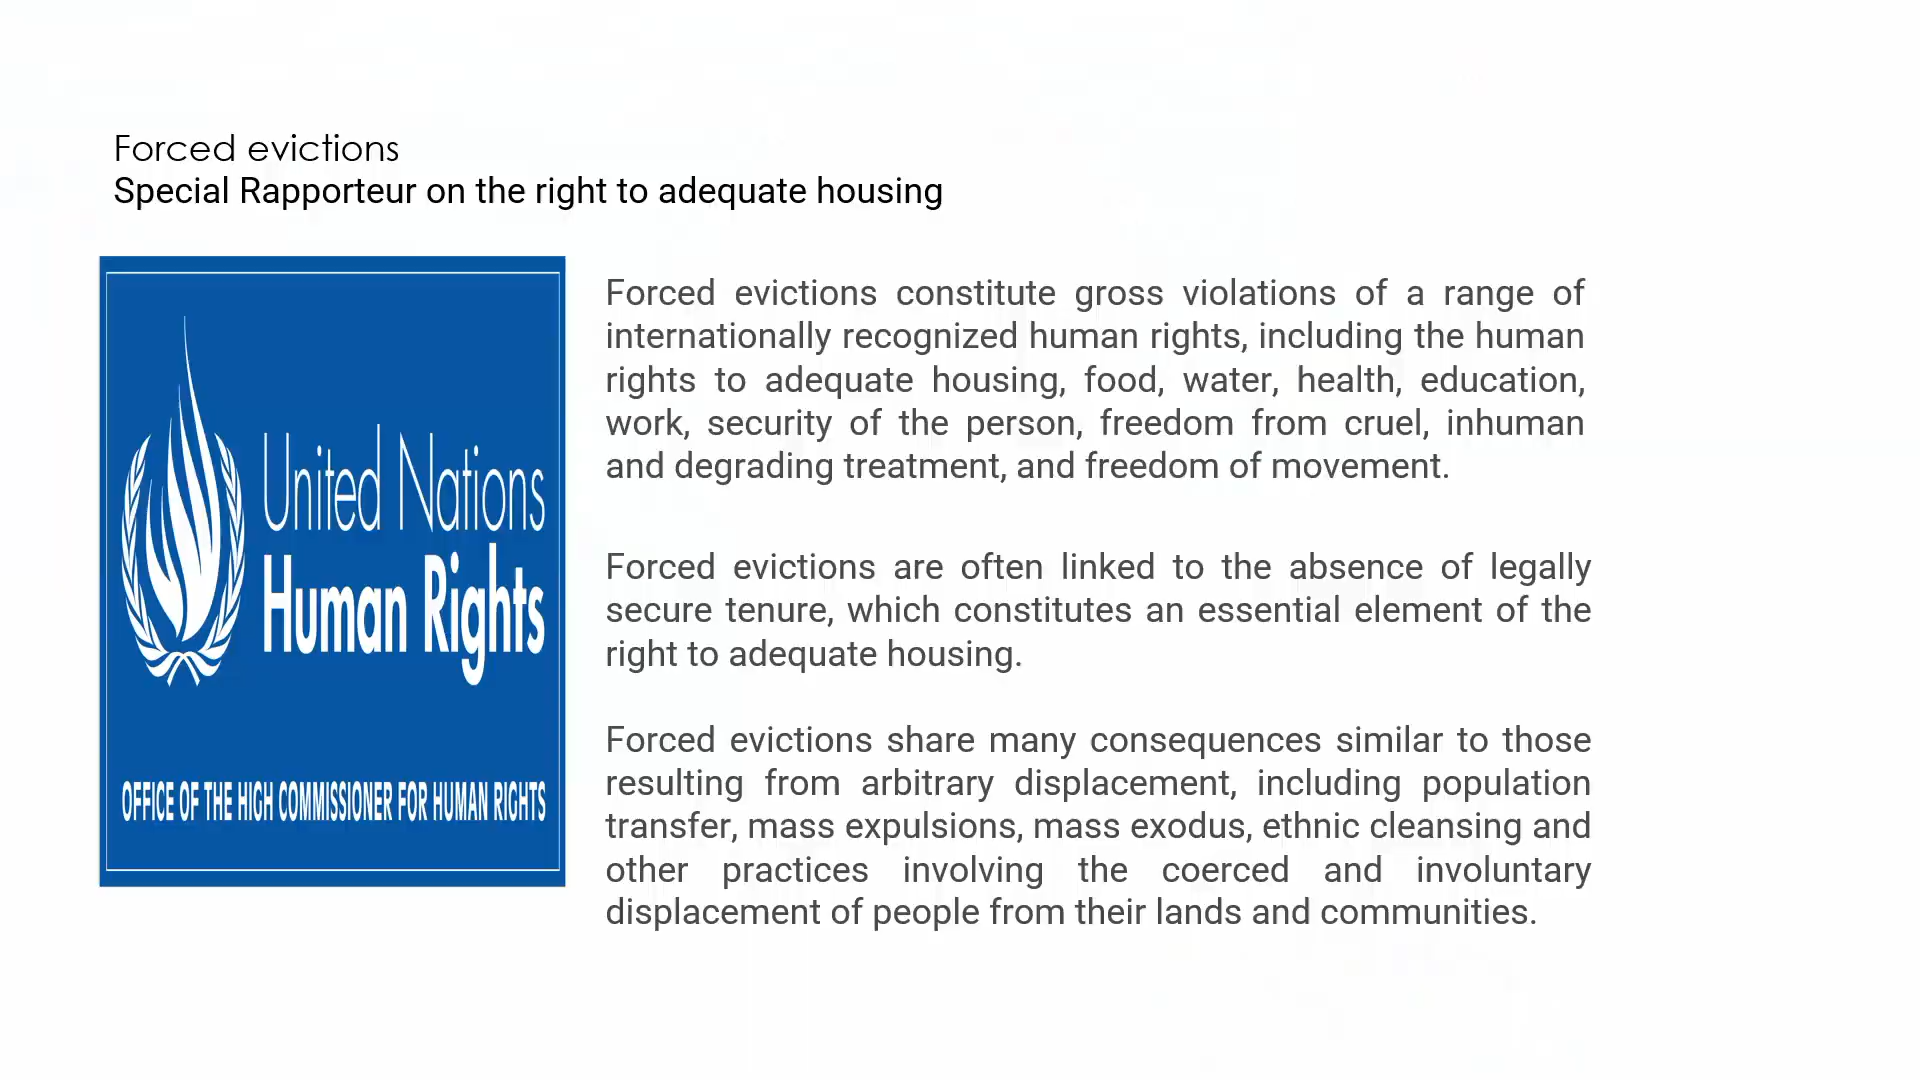 Forced evictions
Special Rapporteur on the right to adequate housing
United Nations
Human Rights
OFFICE OF THE HIGH COMMISSIONER FOR HUMAN RIGHTS
Forced evictions constitute gross violations of a range of
internationally recognized human rights, including the human
rights to adequate housing, food, water, health, education,
work, security of the person, freedom from cruel, inhuman
and degrading treatment, and freedom of movement.
Forced evictions are often linked to the absence of legally
secure tenure, which constitutes an essential element of the
right to adequate housing.
Forced evictions share many consequences similar to those
resulting from arbitrary displacement, including population
transfer, mass expulsions, mass exodus, ethnic cleansing and
other practices involving the coerced and involuntary
displacement of people from their lands and communities.